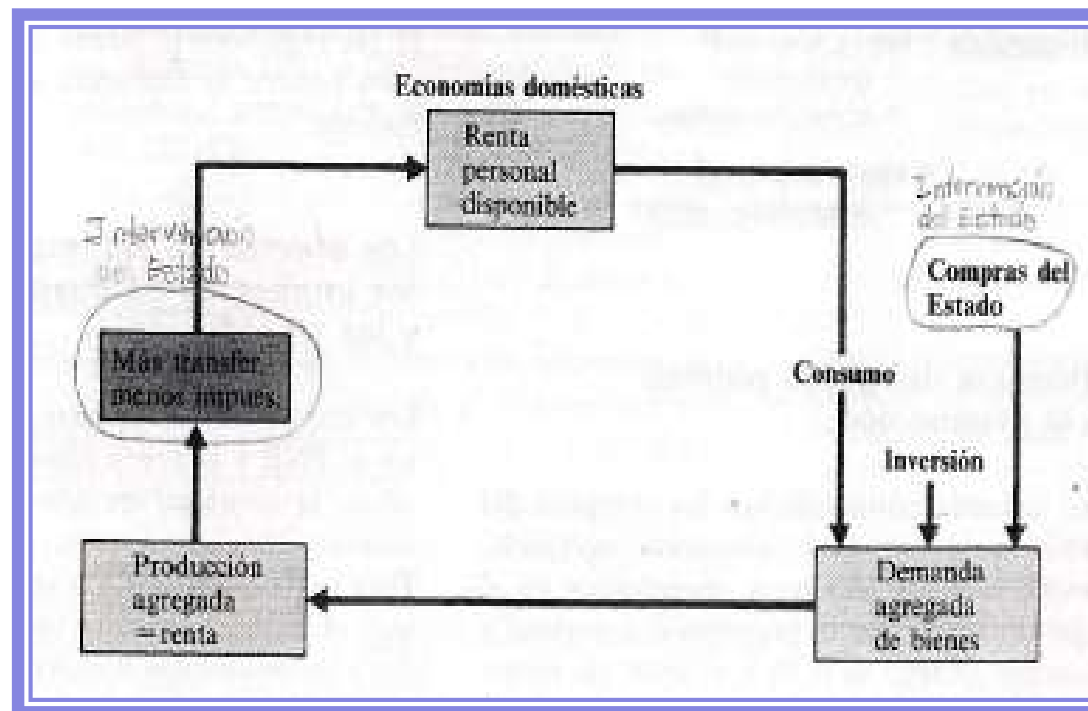 Economías domésticas
Renta
personal
disponible
Intervención
del Estado
Compras del
Estado
Intervención
del Estado
Más transfer.
menos impues.
Consumo
Inversión
Producción
agregada
=renta
Demanda
agregada
de bienes